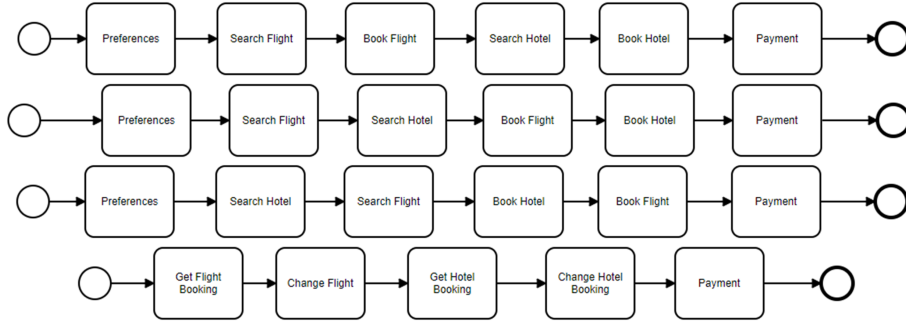 Preferences
Search Flight
Book Flight
Search Hotel
Book Hotel
Payment
Preferences
Search Flight
Search Hotel
Book Flight
Book Hotel
Payment
Preferences
Search Hotel
Search Flight
Book Hotel
Book Flight
Payment
Get Flight
Booking
Change Flight
Get Hotel
Booking
Change Hotel
Booking
Payment